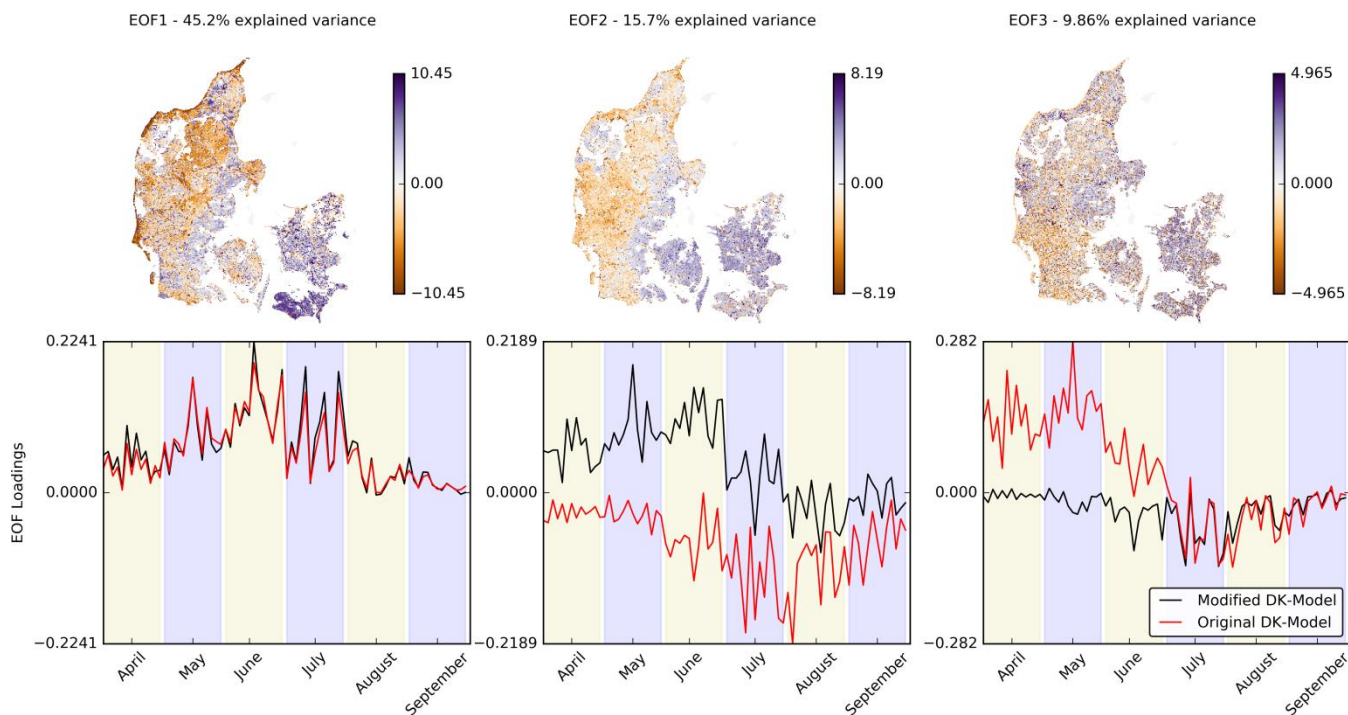 EOF1 - 45.2% explained variance
EOF2 - 15.7% explained variance
EOF3 - 9.86% explained variance
10.45
0.00
−10.45
8.19
0.00
−8.19
4.965
0.000
−4.965
EOF Loadings
0.2241
0.0000
−0.2241
April
May
June
July
August
September
0.2189
0.0000
−0.2189
April
May
June
July
August
September
0.282
0.000
−0.282
Modified DK-Model
Original DK-Model
April
May
June
July
August
September